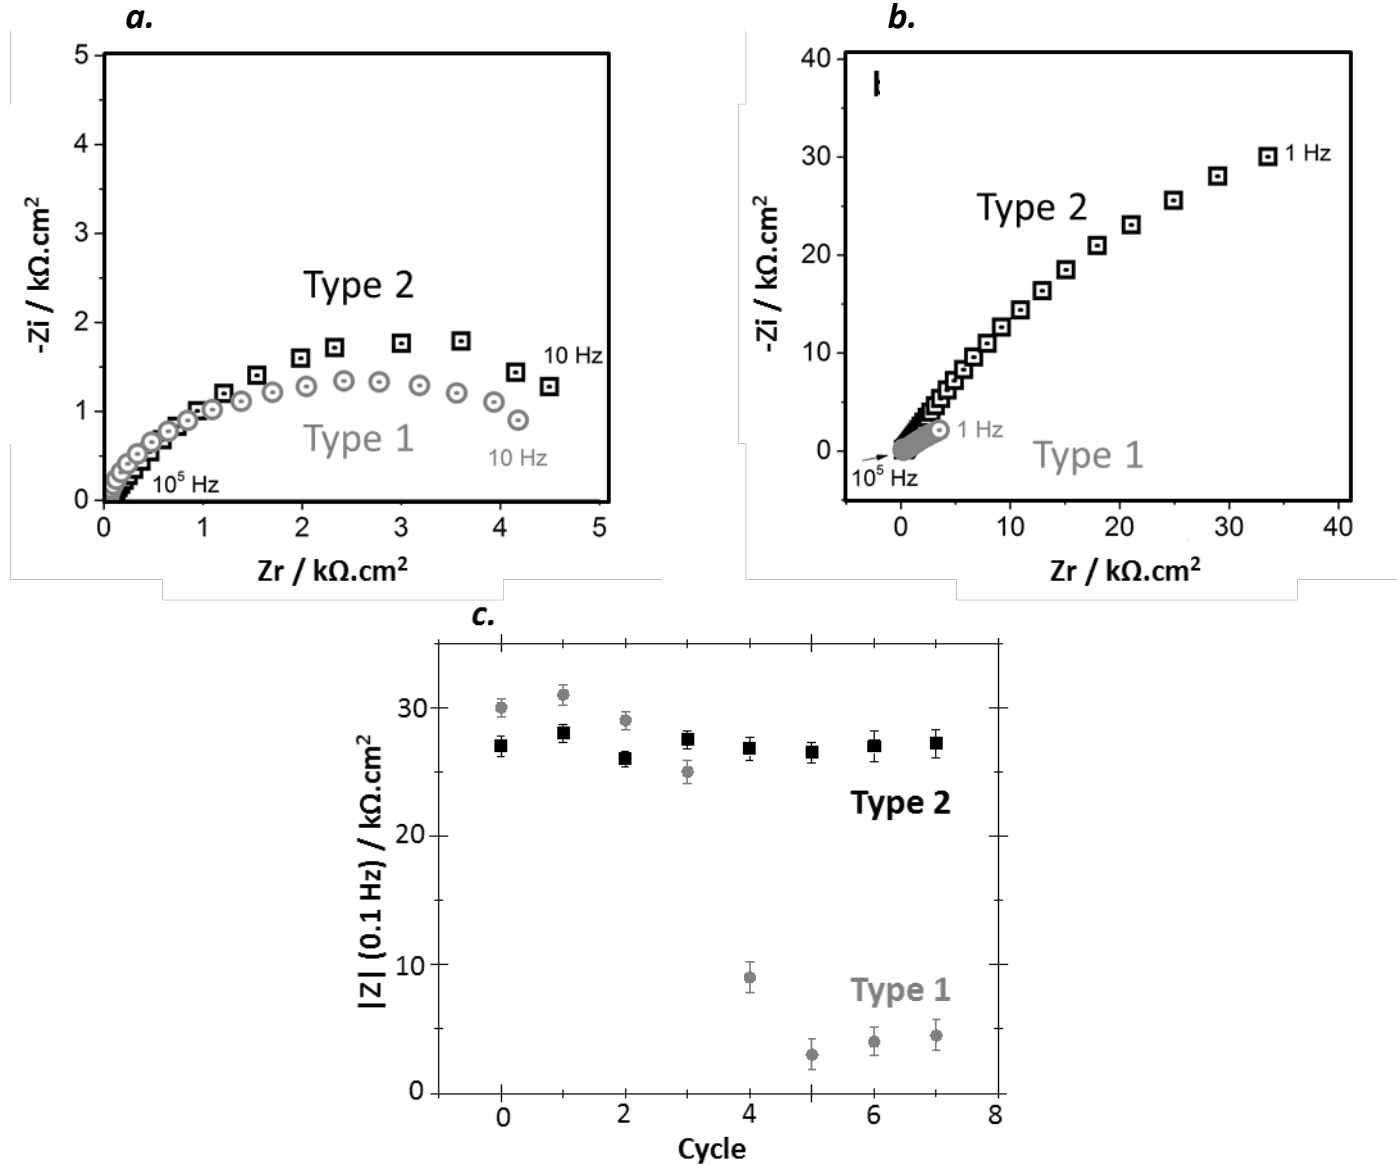 a.
5
4
3
2
1
0
-Zi / kΩ.cm²
Type 2
10 Hz
Type 1
10 Hz
10⁵ Hz
0 1 2 3 4 5
Zr / kΩ.cm²
b.
40
30
20
10
0
-Zi / kΩ.cm²
1 Hz
Type 2
1 Hz
Type 1
10⁵ Hz
0 10 20 30 40
Zr / kΩ.cm²
c.
30
20
10
0
|Z| (0.1 Hz) / kΩ.cm²
Type 2
Type 1
0 2 4 6 8
Cycle